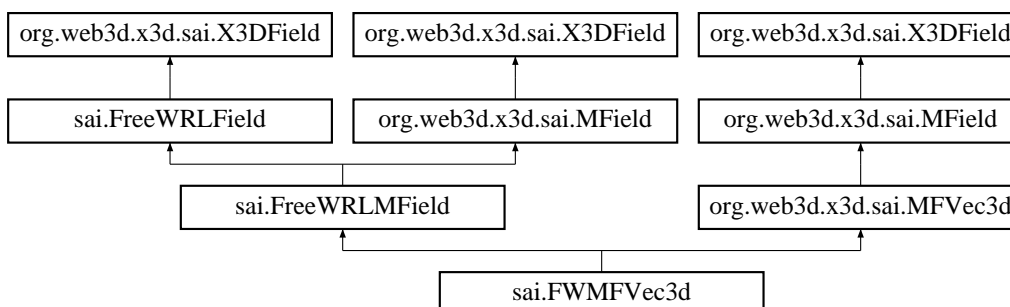 org.web3d.x3d.sai.X3DField
org.web3d.x3d.sai.X3DField
org.web3d.x3d.sai.X3DField
sai.FreeWRLField
org.web3d.x3d.sai.MField
org.web3d.x3d.sai.MField
sai.FreeWRLMField
org.web3d.x3d.sai.MFVec3d
sai.FWMFVec3d